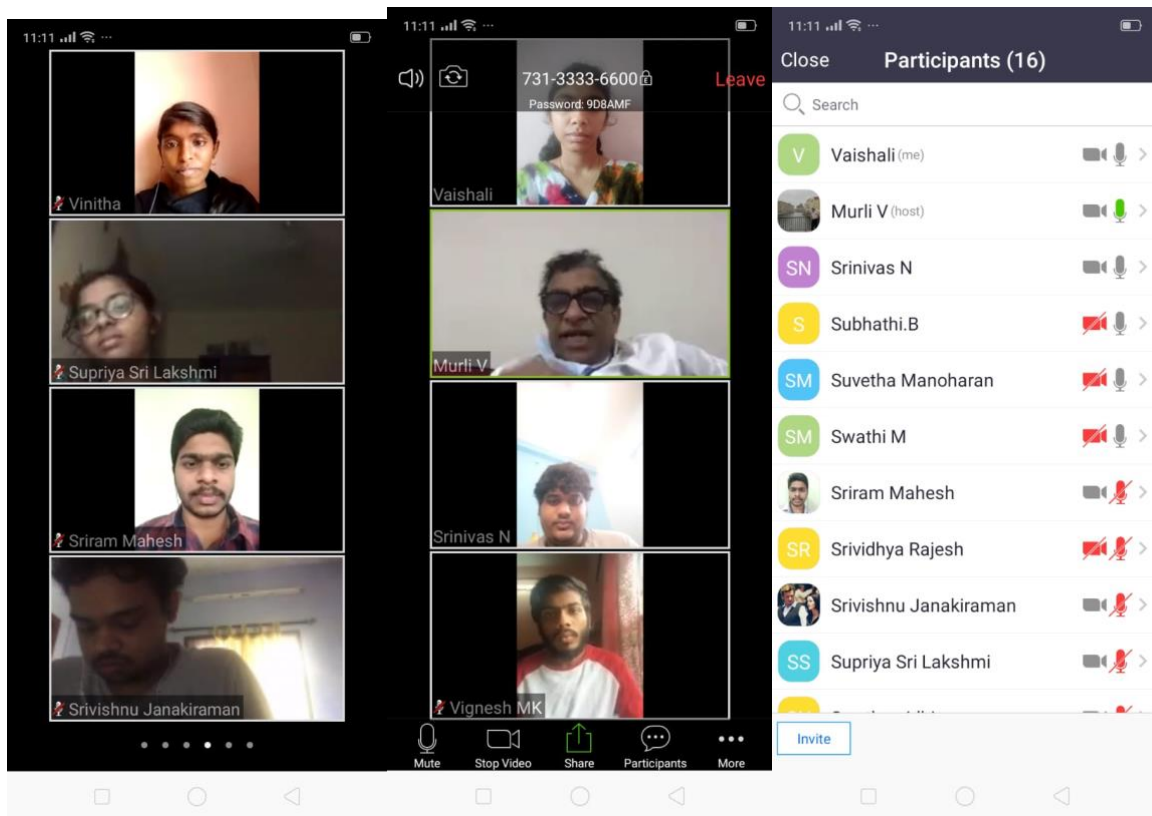 11:11
Vinitha
Supriya Sri Lakshmi
Sriram Mahesh
Srivishnu Janakiraman
11:11
731-3333-6600
Leave
Password: 9D8AMF
Vaishali
Murli V
Srinivas N
Vignesh MK
Mute
Stop Video
Share
Participants
More
11:11
Close
Participants (16)
Search
V Vaishali (me)
Murli V (host)
SN Srinivas N
S Subhathi.B
SM Suvetha Manoharan
SM Swathi M
Sriram Mahesh
SR Srividhya Rajesh
Srivishnu Janakiraman
SS Supriya Sri Lakshmi
Invite